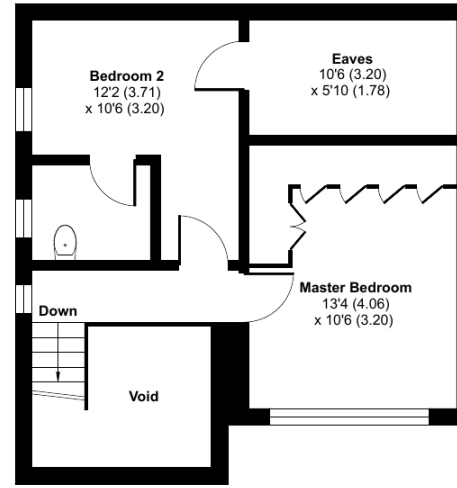 Eaves
10'6 (3.20)
x 5'10 (1.78)
Bedroom 2
12'2 (3.71)
x 10'6 (3.20)
Master Bedroom
13'4 (4.06)
x 10'6 (3.20)
Down
Void